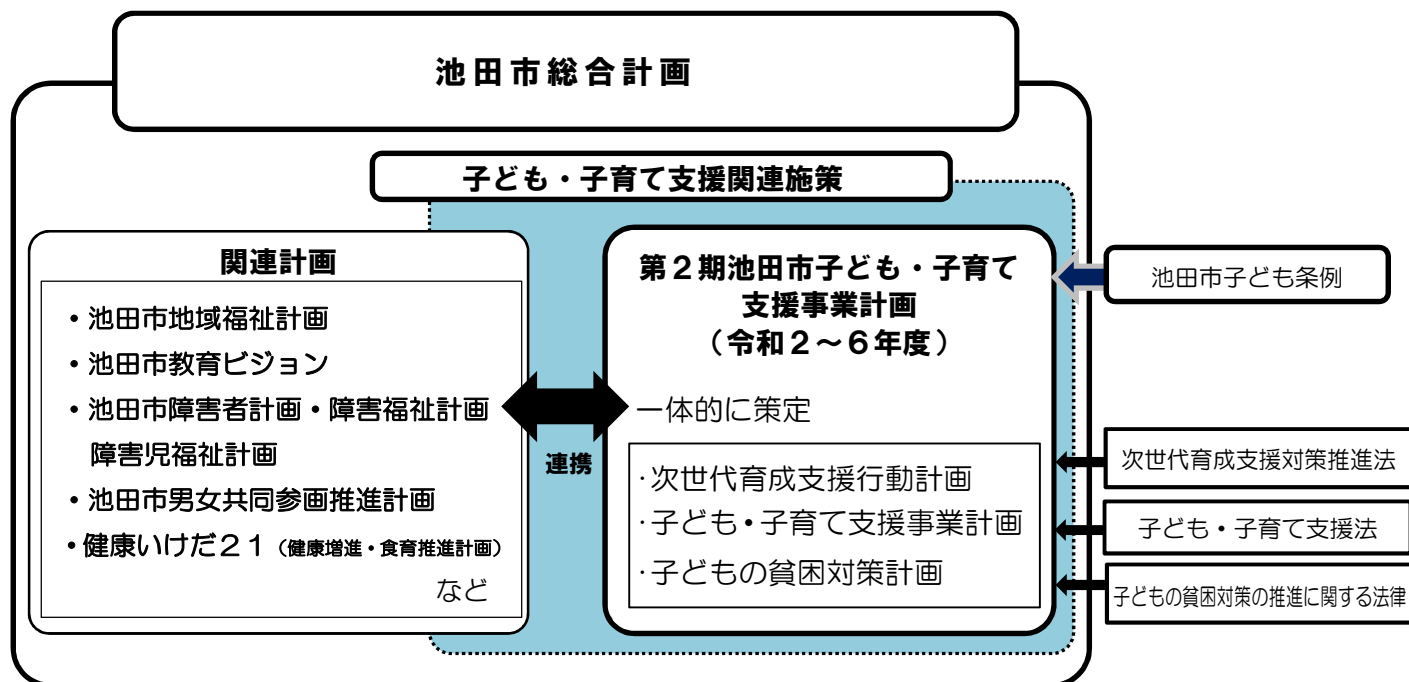 池田市総合計画
子ども・子育て支援関連施策
関連計画
・池田市地域福祉計画
・池田市教育ビジョン
・池田市障害者計画・障害福祉計画
障害児福祉計画
・池田市男女共同参画推進計画
・健康いけだ２１（健康増進・食育推進計画）
など
連携
第２期池田市子ども・子育て
支援事業計画
（令和２～６年度）
一体的に策定
・次世代育成支援行動計画
・子ども・子育て支援事業計画
・子どもの貧困対策計画
池田市子ども条例
次世代育成支援対策推進法
子ども・子育て支援法
子どもの貧困対策の推進に関する法律